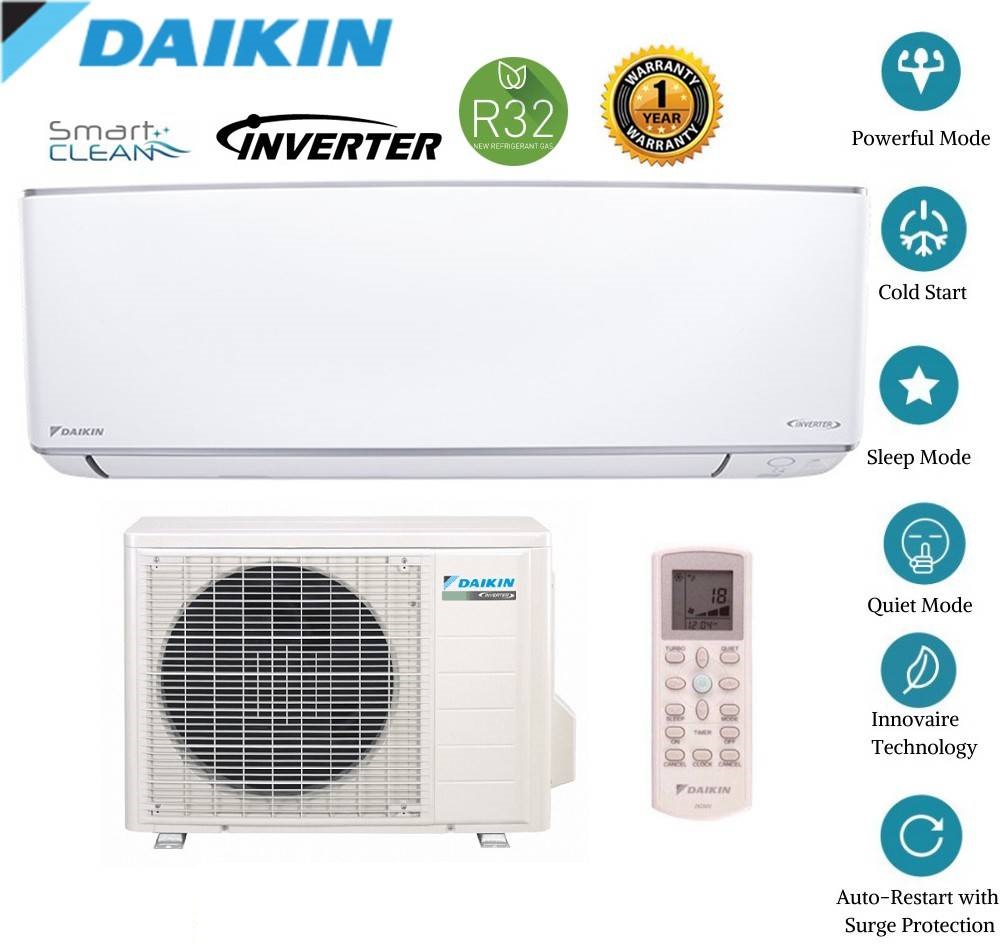 DAIKIN
Smart
CLEAN
INVERTER
R32
NEW REFRIGERANT GAS
WARRANTY
1
YEAR
WARRANTY
Powerful Mode
Cold Start
Sleep Mode
Quiet Mode
Innovaire
Technology
Auto-Restart with
Surge Protection
DAIKIN
INVERTER
DAIKIN
INVERTER
18
12:04
TURBO
QUIET
SLEEP
MODE
TIMER
ON
OFF
CANCEL
CLOCK
CANCEL
DAIKIN